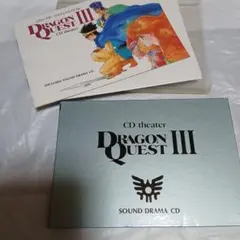 DRAGON
QUEST III
CD theater
CD theater
DRAGON
QUEST III
SOUND DRAMA CD